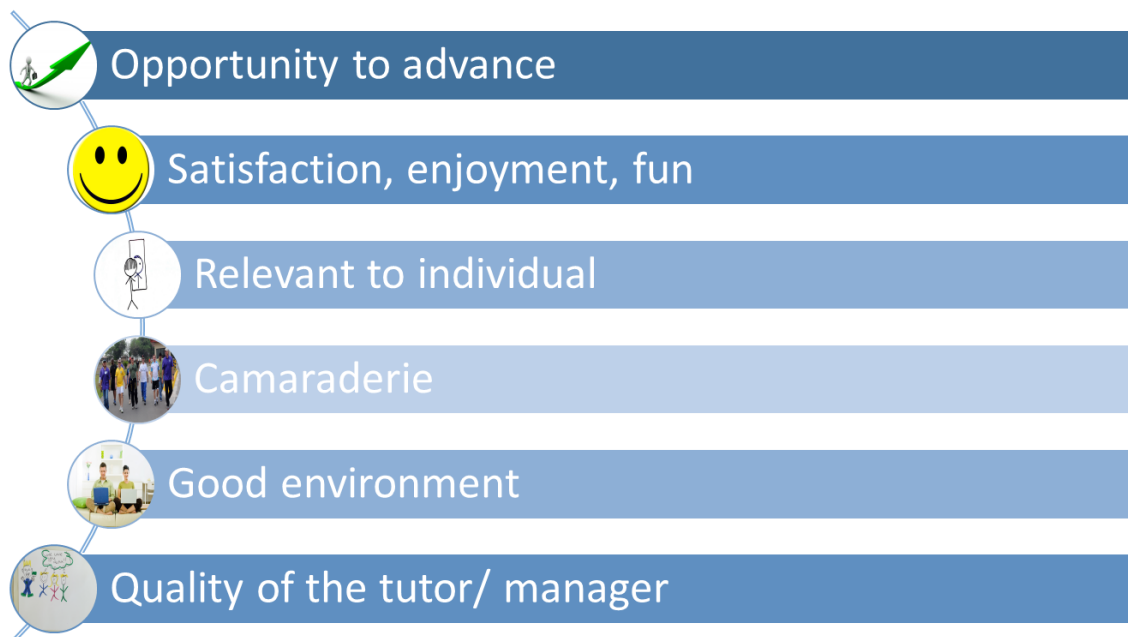 Opportunity to advance
Satisfaction, enjoyment, fun
Relevant to individual
Camaraderie
Good environment
Quality of the tutor/ manager